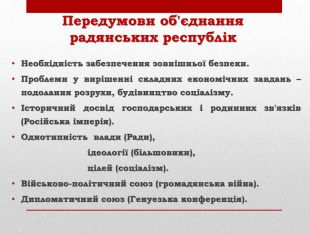 Передумови об'єднання
радянських республік
• Необхідність забезпечення зовнішньої безпеки.
• Проблеми у вирішенні складних економічних завдань –
подолання розрухи, будівництво соціалізму.
• Історичний досвід господарських і родинних зв'язків
(Російська імперія).
• Однотипність влади (Ради),
ідеології (більшовики),
цілей (соціалізм).
• Військово-політичний союз (громадянська війна).
• Дипломатичний союз (Генуезька конференція).